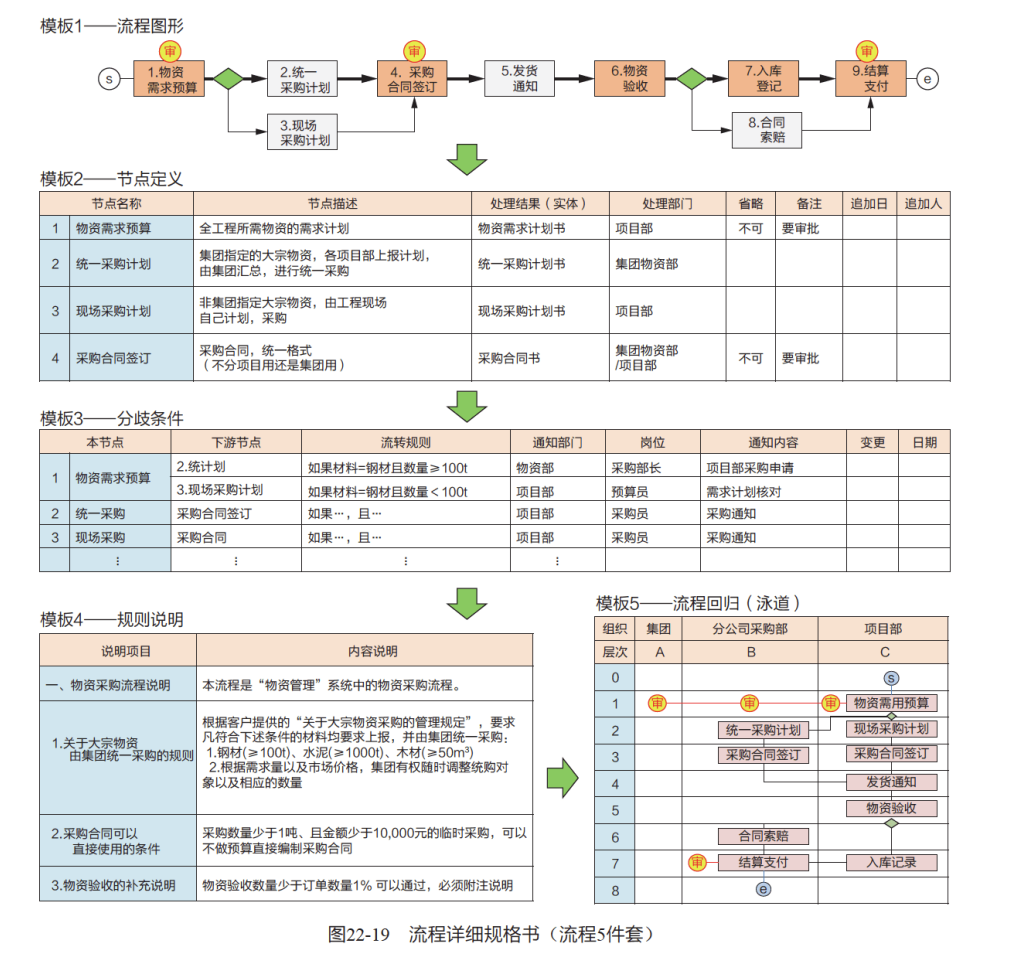 模板1——流程图形
审
审
审
s
1.物资
需求预算
2.统一
采购计划
4．采购
合同签订
5.发货
通知
6.物资
验收
7.入库
登记
9.结算
支付
e
3.现场
采购计划
8.合同
索赔
模板2——节点定义
节点名称 节点描述 处理结果（实体） 处理部门 省略 备注 追加日 追加人
1 物资需求预算 全工程所需物资的需求计划 物资需求计划书 项目部 不可 要审批
2 统一采购计划 集团指定的大宗物资，各项目部上报计划，
由集团汇总，进行统一采购 统一采购计划书 集团物资部
3 现场采购计划 非集团指定大宗物资，由工程现场
自己计划，采购 现场采购计划书 项目部
4 采购合同签订 采购合同，统一格式
（不分项目用还是集团用） 采购合同书 集团物资部
/项目部 不可 要审批
模板3——分歧条件
本节点 下游节点 流转规则 通知部门 岗位 通知内容 变更 日期
1 物资需求预算 2.统计划 如果材料=钢材且数量≥100t 物资部 采购部长 项目部采购申请
3.现场采购计划 如果材料=钢材且数量＜100t 项目部 预算员 需求计划核对
2 统一采购 采购合同签订 如果…，且… 项目部 采购员 采购通知
3 现场采购 采购合同 如果…，且… 项目部 采购员 采购通知
⋮ ⋮ ⋮ ⋮
模板4——规则说明
说明项目 内容说明
一、物资采购流程说明 本流程是“物资管理”系统中的物资采购流程。
1.关于大宗物资
由集团统一采购的规则
根据客户提供的“关于大宗物资采购的管理规定”，要求
凡符合下述条件的材料均要求上报，并由集团统一采购：
1.钢材(≥100t)、水泥(≥1000t)、木材(≥50m³)
2.根据需求量以及市场价格，集团有权随时调整统购对
象以及相应的数量
2.采购合同可以
直接使用的条件
采购数量少于1吨、且金额少于10,000元的临时采购，可以
不做预算直接编制采购合同
3.物资验收的补充说明 物资验收数量少于订单数量1% 可以通过，必须附注说明
模板5——流程回归（泳道）
组织 集团 分公司采购部 项目部
层次 A B C
0 s
1 审 审 审 物资需用预算
2 统一采购计划 现场采购计划
3 采购合同签订 采购合同签订
4 发货通知
5 物资验收
6 合同索赔
7 审 结算支付 入库记录
8 e
图22-19 流程详细规格书（流程5件套）